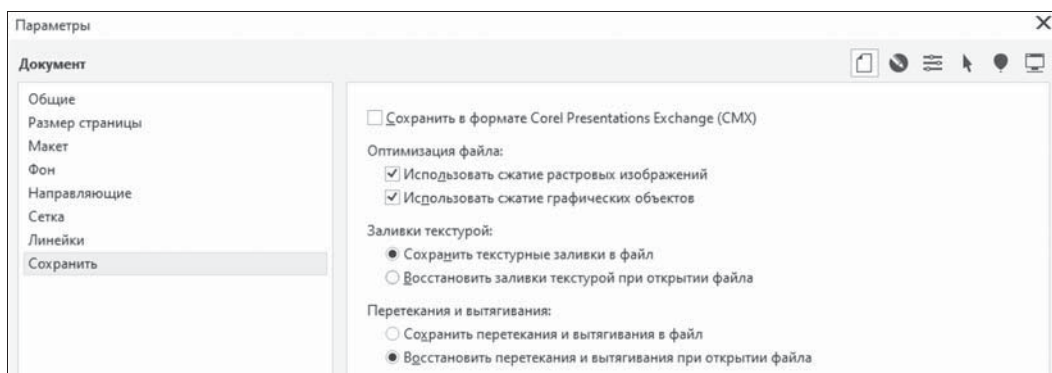 Параметры
Документ
Общие
Размер страницы
Макет
Фон
Направляющие
Сетка
Линейки
Сохранить
Сохранить в формате Corel Presentations Exchange (CMX)
Оптимизация файла:
Использовать сжатие растровых изображений
Использовать сжатие графических объектов
Заливки текстурой:
Сохранить текстурные заливки в файл
Восстановить заливки текстурой при открытии файла
Перетекания и вытягивания:
Сохранить перетекания и вытягивания в файл
Восстановить перетекания и вытягивания при открытии файла